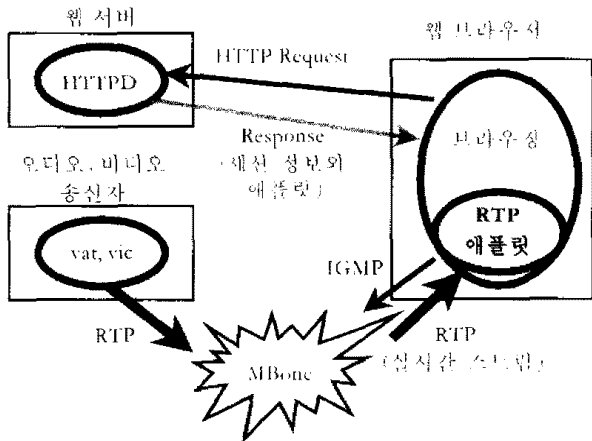 웹 서버
웹 브라우저
HTTPD
HTTP Request
Response
(세션 정보와
애플릿)
브라우징
오디오, 비디오
송신자
RTP
애플릿
vat, vic
IGMP
RTP
RTP
(실시간 스트림)
MBone